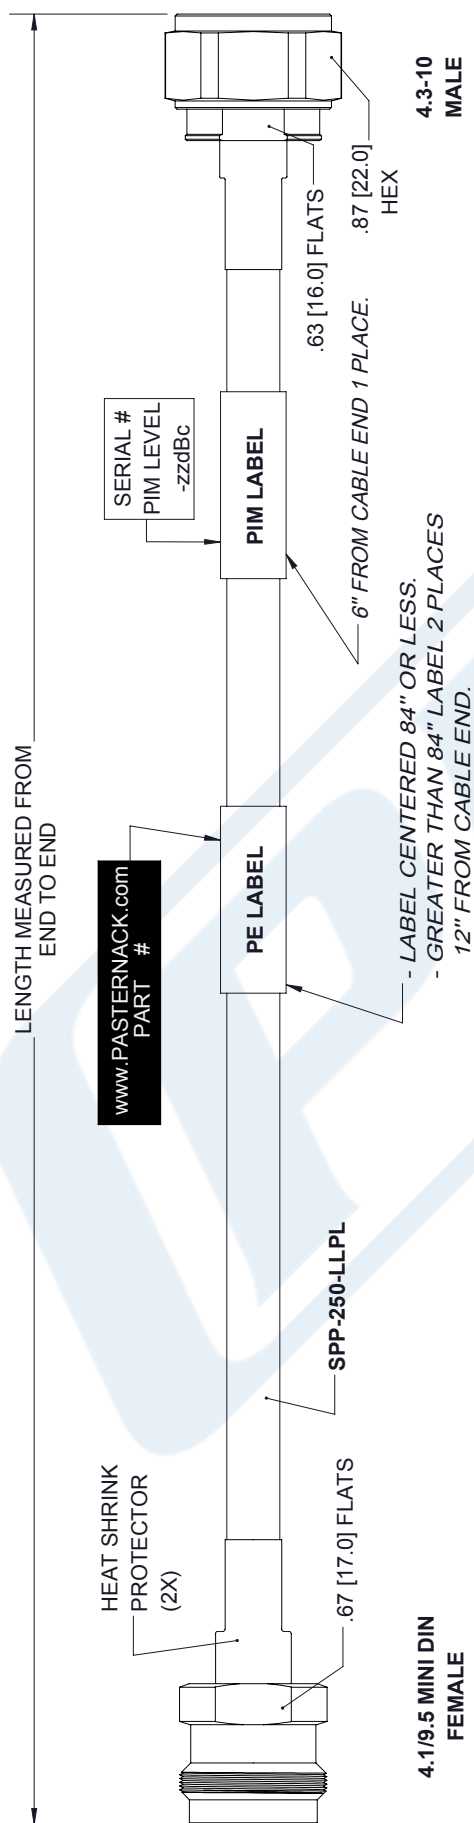 LENGTH MEASURED FROM
END TO END
HEAT SHRINK
PROTECTOR
(2X)
www.PASTERNACK.com
PART #
SERIAL #
PIM LEVEL
-zzdBc
PE LABEL
PIM LABEL
.67 [17.0] FLATS
SPP-250-LLPL
- LABEL CENTERED 84" OR LESS.
- GREATER THAN 84" LABEL 2 PLACES
12" FROM CABLE END.
6" FROM CABLE END 1 PLACE.
.63 [16.0] FLATS
.87 [22.0]
HEX
4.1/9.5 MINI DIN
FEMALE
4.3-10
MALE